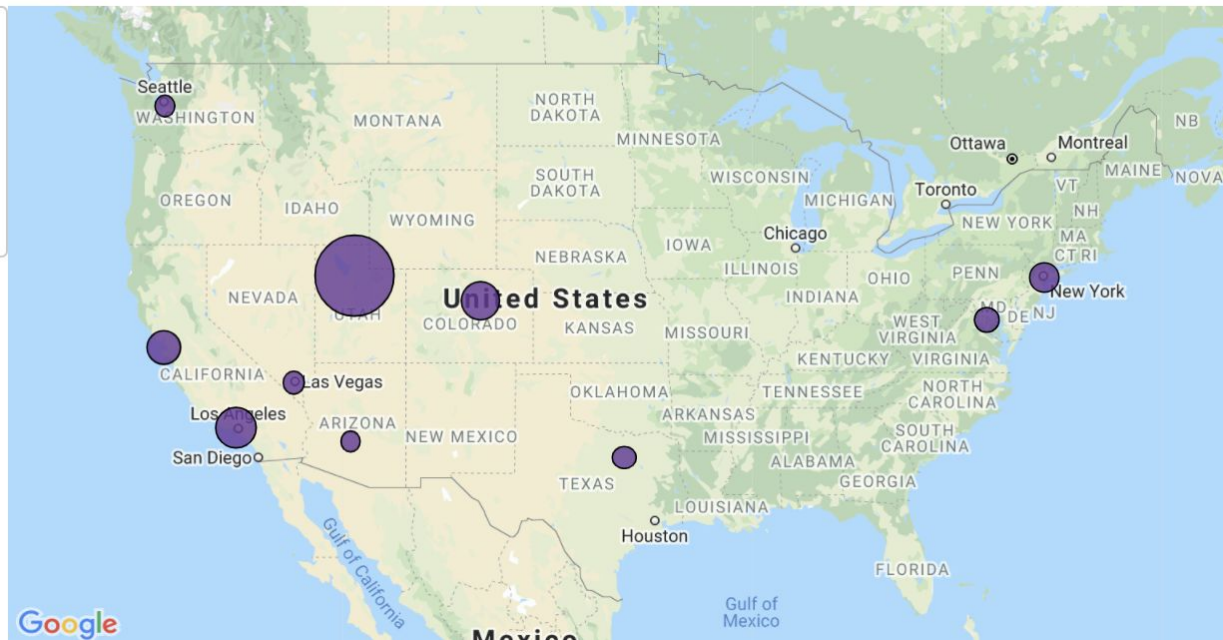 Seattle
WASHINGTON
MONTANA
NORTH
DAKOTA
MINNESOTA
Ottawa
Montreal
NB
MAINE
NOVA
VT
OREGON
IDAHO
WYOMING
SOUTH
DAKOTA
WISCONSIN
MICHIGAN
Toronto
NEW YORK
NH
MA
CT RI
Chicago
IOWA
NEBRASKA
ILLINOIS
INDIANA
OHIO
PENN
New York
NEVADA
UTAH
United States
COLORADO
KANSAS
MISSOURI
WEST
VIRGINIA
MD
DE
NJ
KENTUCKY
VIRGINIA
CALIFORNIA
Las Vegas
Los Angeles
ARIZONA
NEW MEXICO
OKLAHOMA
ARKANSAS
TENNESSEE
NORTH
CAROLINA
MISSISSIPPI
SOUTH
CAROLINA
San Diego
TEXAS
ALABAMA
GEORGIA
LOUISIANA
Houston
FLORIDA
Gulf of California
Gulf of
Mexico
Google
Mexico